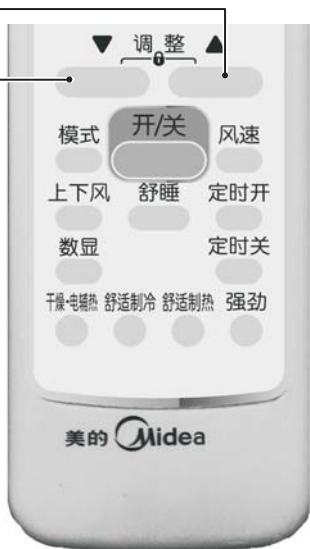 ▼ 调整 ▲
模式 开/关 风速
上下风 舒睡 定时开
数显 定时关
干燥·电辅热 舒适制冷 舒适制热 强劲
美的 Midea